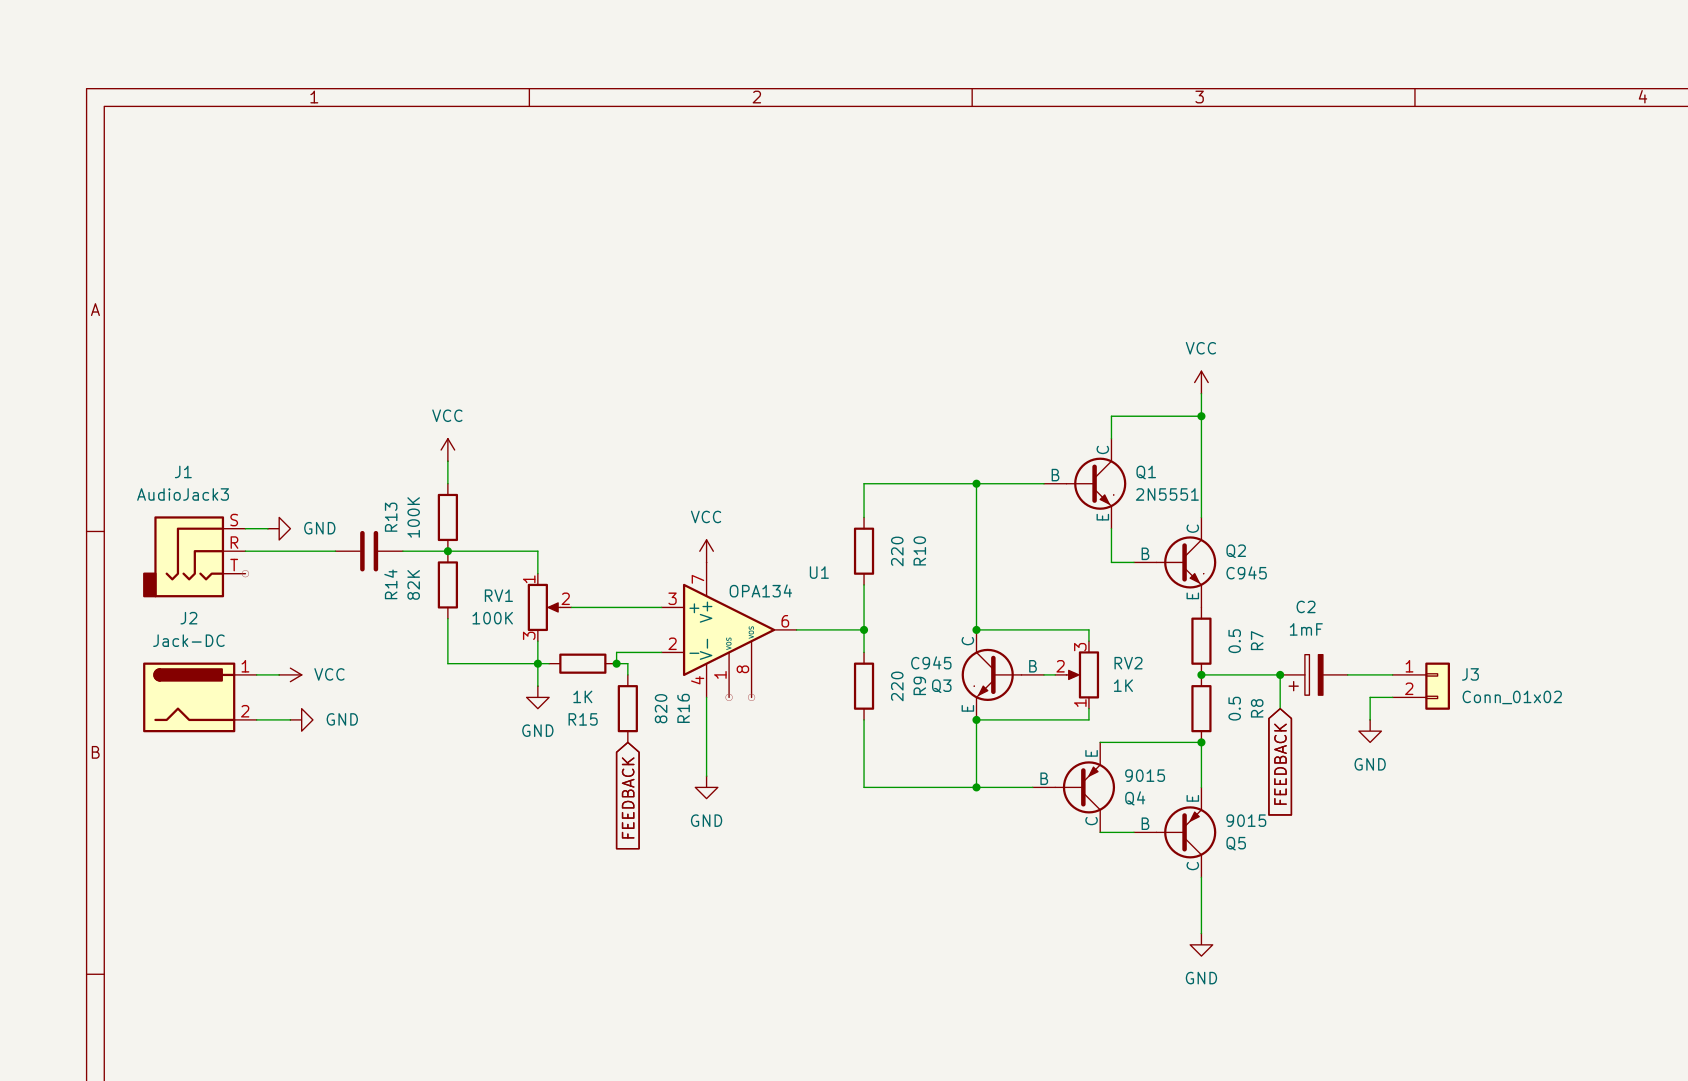 1
2
3
4
A
B
J1
AudioJack3
S
R
T
GND
J2
Jack-DC
1
2
VCC
GND
VCC
R13
100K
R14
82K
RV1
100K
1
2
3
GND
1K
R15
820
R16
FEEDBACK
VCC
7
U1
OPA134
3
2
6
+
V+
-
V-
VOS
VOS
4
1
8
GND
220
R10
220
R9
C945
Q3
C
B
E
RV2
1K
3
2
1
VCC
B
C
E
Q1
2N5551
B
C
E
Q2
C945
0.5
R7
0.5
R8
B
E
C
9015
Q4
B
E
C
9015
Q5
GND
FEEDBACK
C2
1mF
+
1
2
J3
Conn_01x02
GND